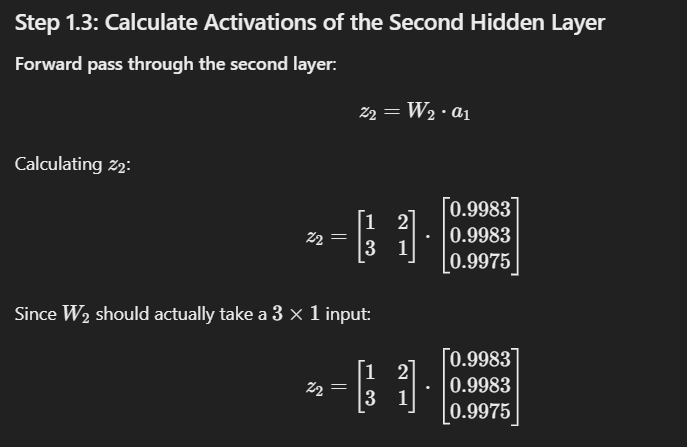 Step 1.3: Calculate Activations of the Second Hidden Layer
Forward pass through the second layer:
z₂ = W₂ · a₁
Calculating z₂:
z₂ = [1 2; 3 1] · [0.9983; 0.9983; 0.9975]
Since W₂ should actually take a 3 × 1 input:
z₂ = [1 2; 3 1] · [0.9983; 0.9983; 0.9975]